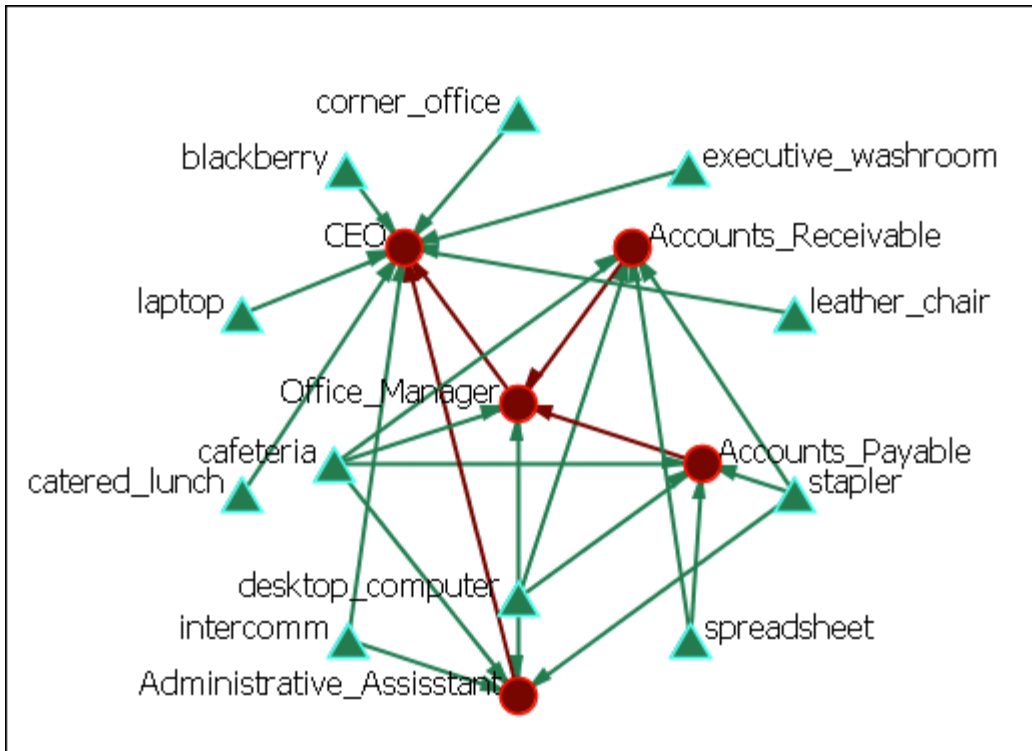 corner_office
blackberry
executive_washroom
CEO
Accounts_Receivable
laptop
leather_chair
Office_Manager
cafeteria
Accounts_Payable
catered_lunch
stapler
desktop_computer
intercomm
spreadsheet
Administrative_Assisstant